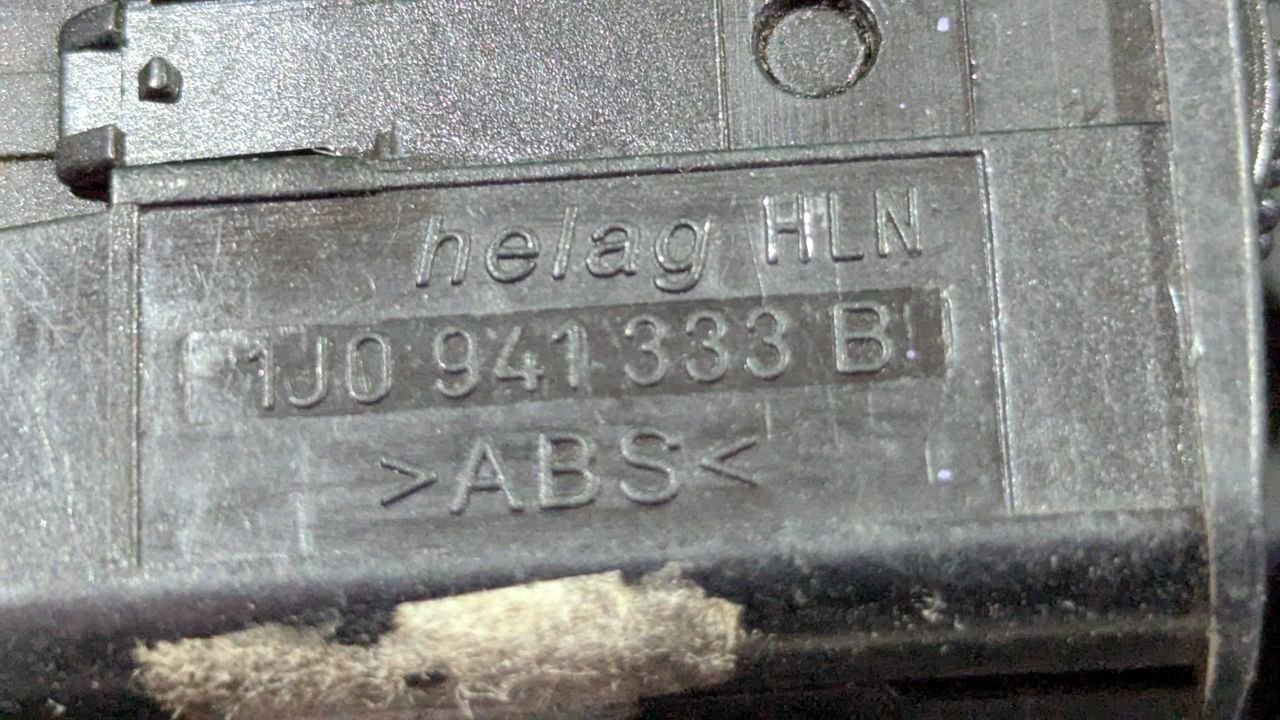 helag HLN
1J0 941 333 B
>ABS<